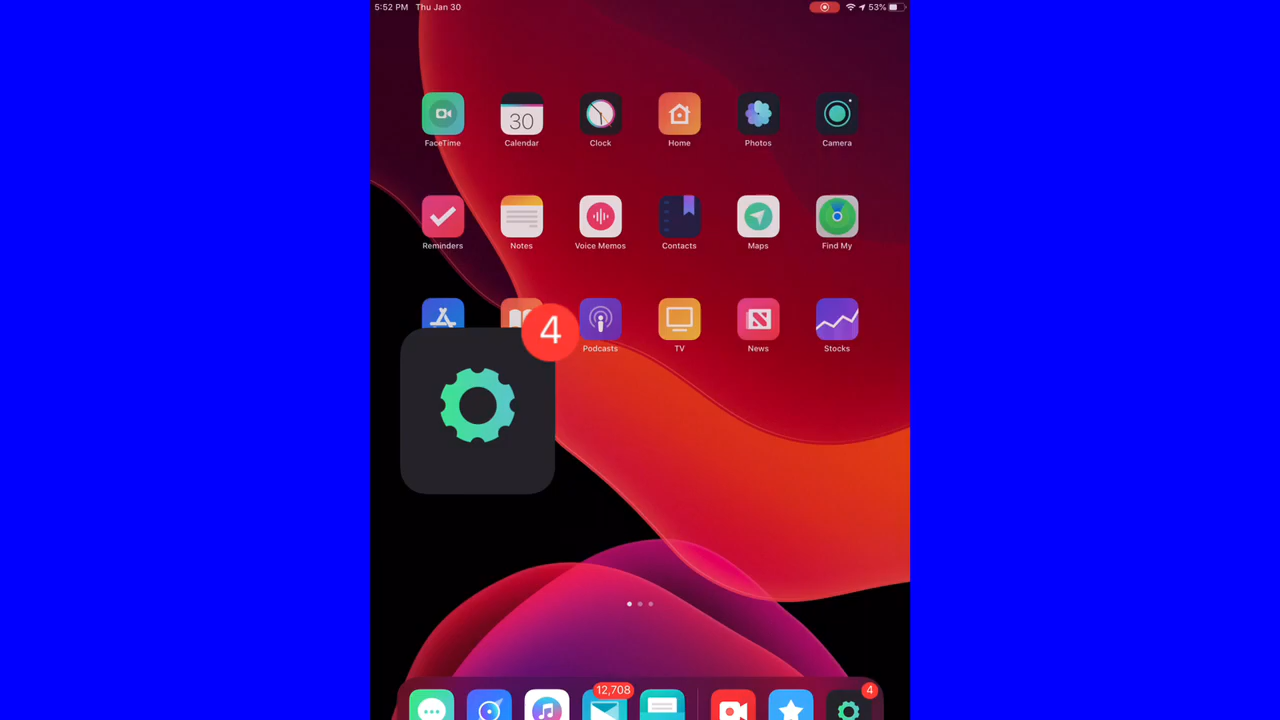 5:52 PM Thu Jan 30 53%
FaceTime
30
Calendar
Clock
Home
Photos
Camera
Reminders
Notes
Voice Memos
Contacts
Maps
Find My
4
Podcasts
TV
News
Stocks
12,708
4